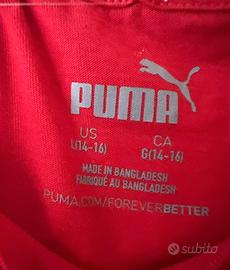 PUMA
US CA
L(14-16) G(14-16)
MADE IN BANGLADESH
FABRIQUÉ AU BANGLADESH
PUMA.COM/FOREVERBETTER
subito